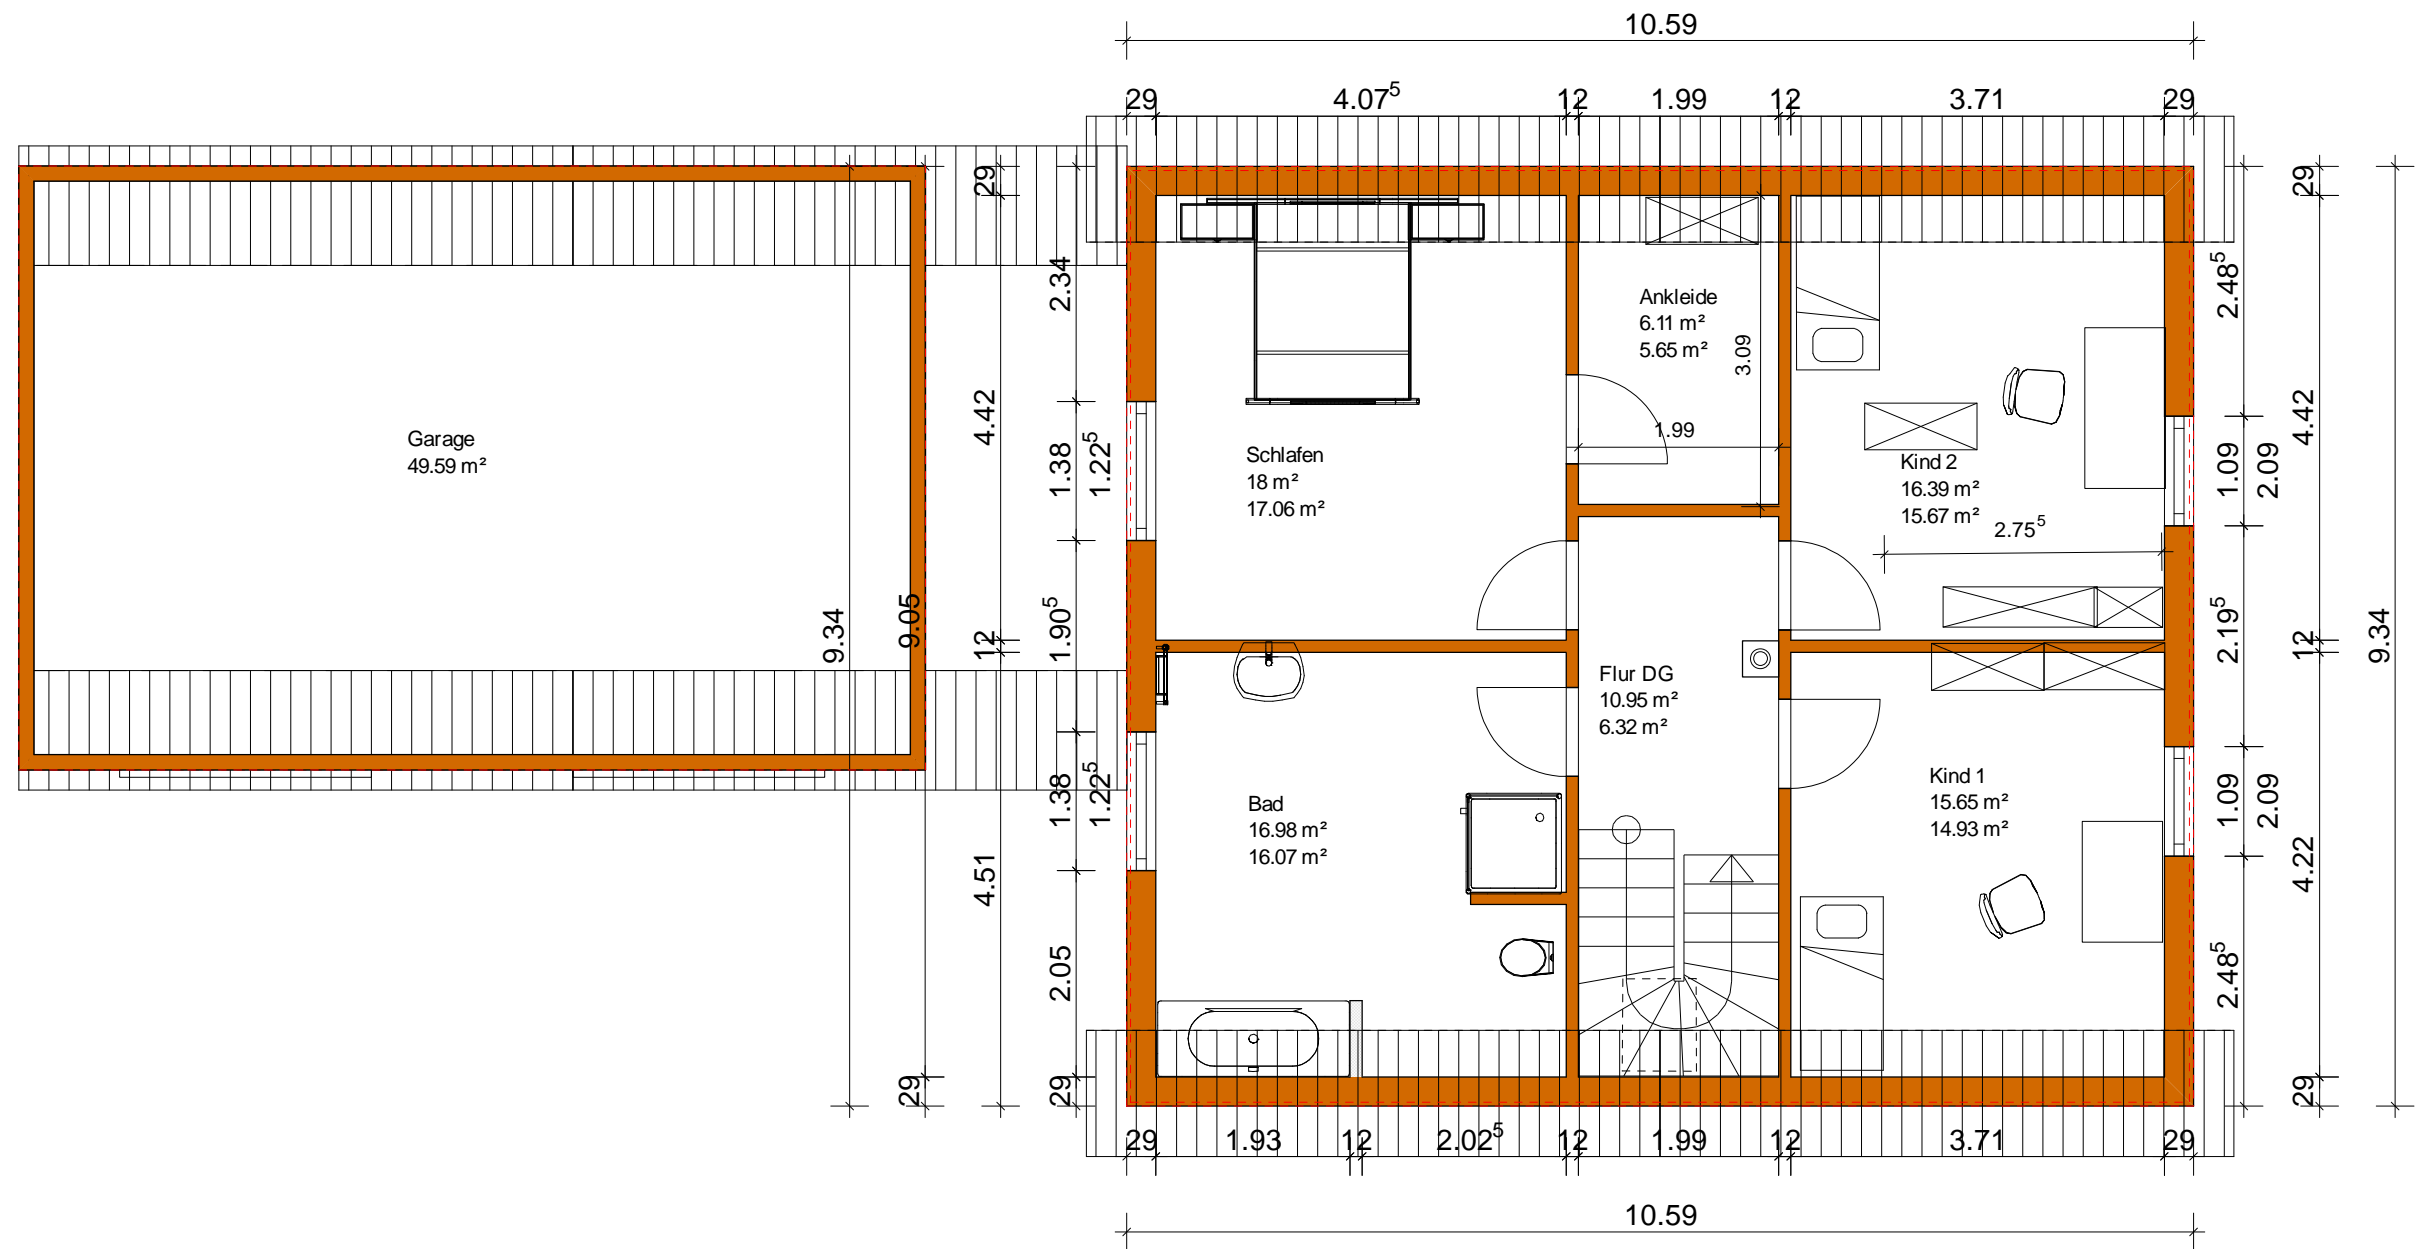 10.59
29 4.07⁵ 12 1.99 12 3.71 29
29
2.34
4.42
1.38
1.22⁵
9.34
9.05
12
1.90⁵
1.38
1.22⁵
4.51
2.05
29
29
Garage
49.59 m²
Schlafen
18 m²
17.06 m²
Ankleide
6.11 m²
5.65 m²
3.09
1.99
Kind 2
16.39 m²
15.67 m²
2.75⁵
Flur DG
10.95 m²
6.32 m²
Bad
16.98 m²
16.07 m²
Kind 1
15.65 m²
14.93 m²
2.48⁵
29
4.42
1.09
2.09
2.19⁵
12
9.34
1.09
2.09
4.22
2.48⁵
29
29 1.93 12 2.02⁵ 12 1.99 12 3.71 29
10.59